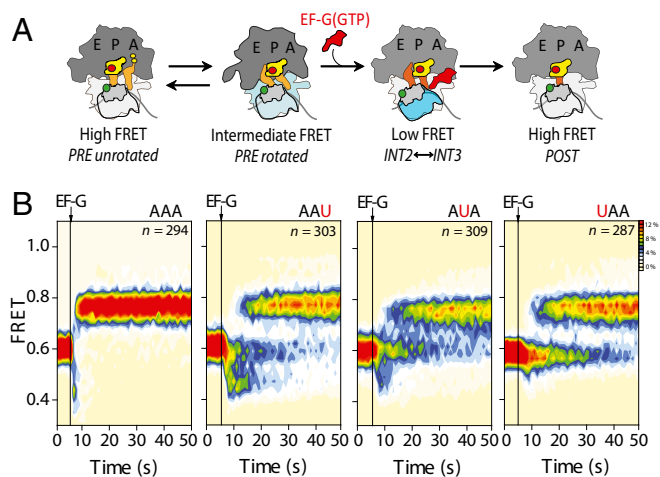 A
EF-G(GTP)
E P A
E P A
E P A
E P A
High FRET
PRE unrotated
Intermediate FRET
PRE rotated
Low FRET
INT2↔INT3
High FRET
POST
B
EF-G
AAA
n = 294
EF-G
AAU
n = 303
EF-G
AUA
n = 309
EF-G
UAA
n = 287
12 %
8 %
4 %
0 %
FRET
1.0
0.8
0.6
0.4
0 10 20 30 40 50
0 10 20 30 40 50
0 10 20 30 40 50
0 10 20 30 40 50
Time (s)
Time (s)
Time (s)
Time (s)